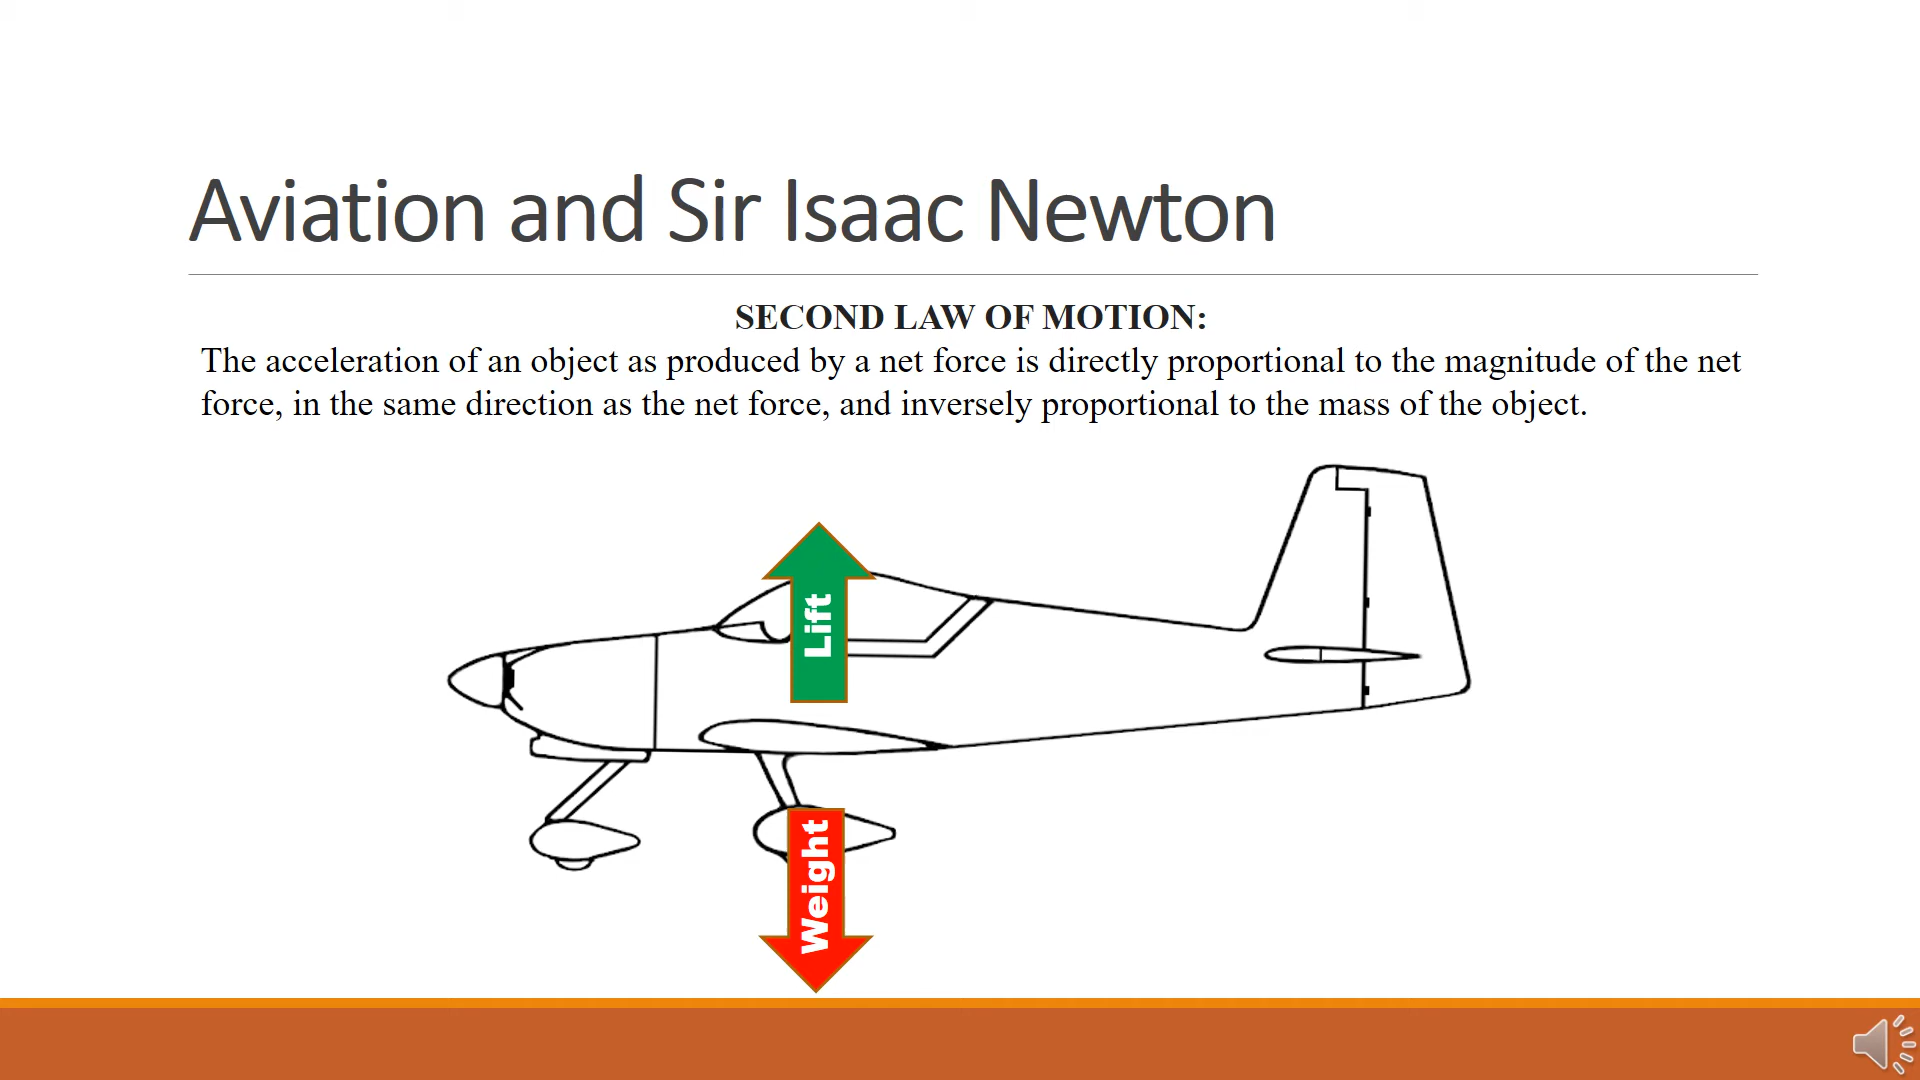 Aviation and Sir Isaac Newton
SECOND LAW OF MOTION:
The acceleration of an object as produced by a net force is directly proportional to the magnitude of the net
force, in the same direction as the net force, and inversely proportional to the mass of the object.
Lift
Weight